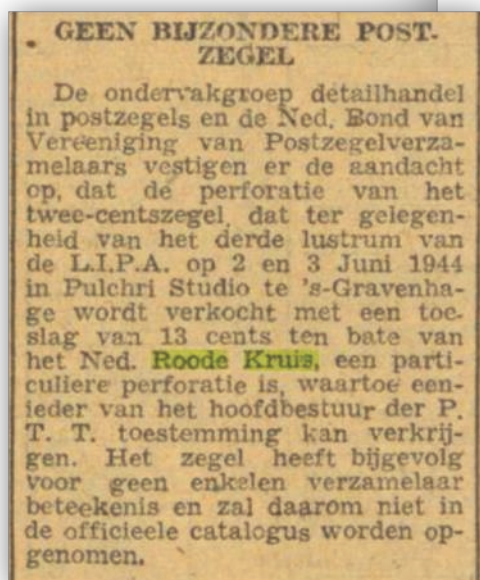 GEEN BIJZONDERE POST-
ZEGEL
De ondervakgroep detailhandel
in postzegels en de Ned. Bond van
Vereeniging van Postzegelverza-
melaars vestigen er de aandacht
op, dat de perforatie van het
twee-centszegel, dat ter gelegen-
heid van het derde lustrum van
de L.I.P.A. op 2 en 3 Juni 1944
in Pulchri Studio te 's-Gravenha-
ge wordt verkocht met een toe-
slag van 13 cents ten bate van
het Ned. Roode Kruis, een parti-
culiere perforatie is, waartoe een-
ieder van het hoofdbestuur der P.
T. T. toestemming kan verkrij-
gen. Het zegel heeft bijgevolg
voor geen enkelen verzamelaar
beteekenis en zal daarom niet in
de officieele catalogus worden op-
genomen.